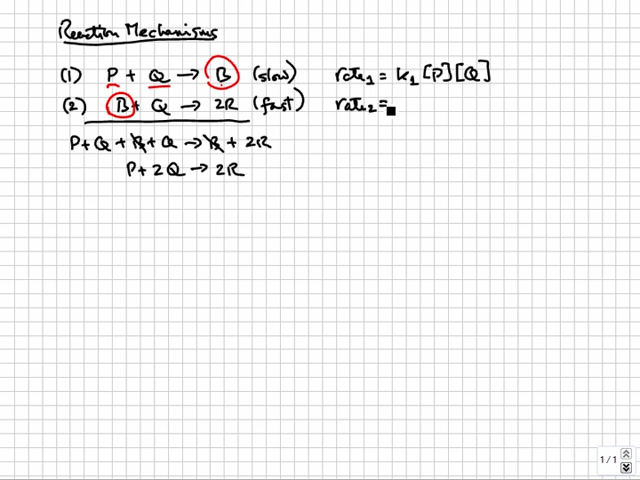 Reaction Mechanisms
(1) P + Q → B (slow) rate₁ = k₁ [P][Q]
(2) B + Q → 2R (fast) rate₂ =
P + Q + B + Q → B + 2R
P + 2Q → 2R
1 / 1